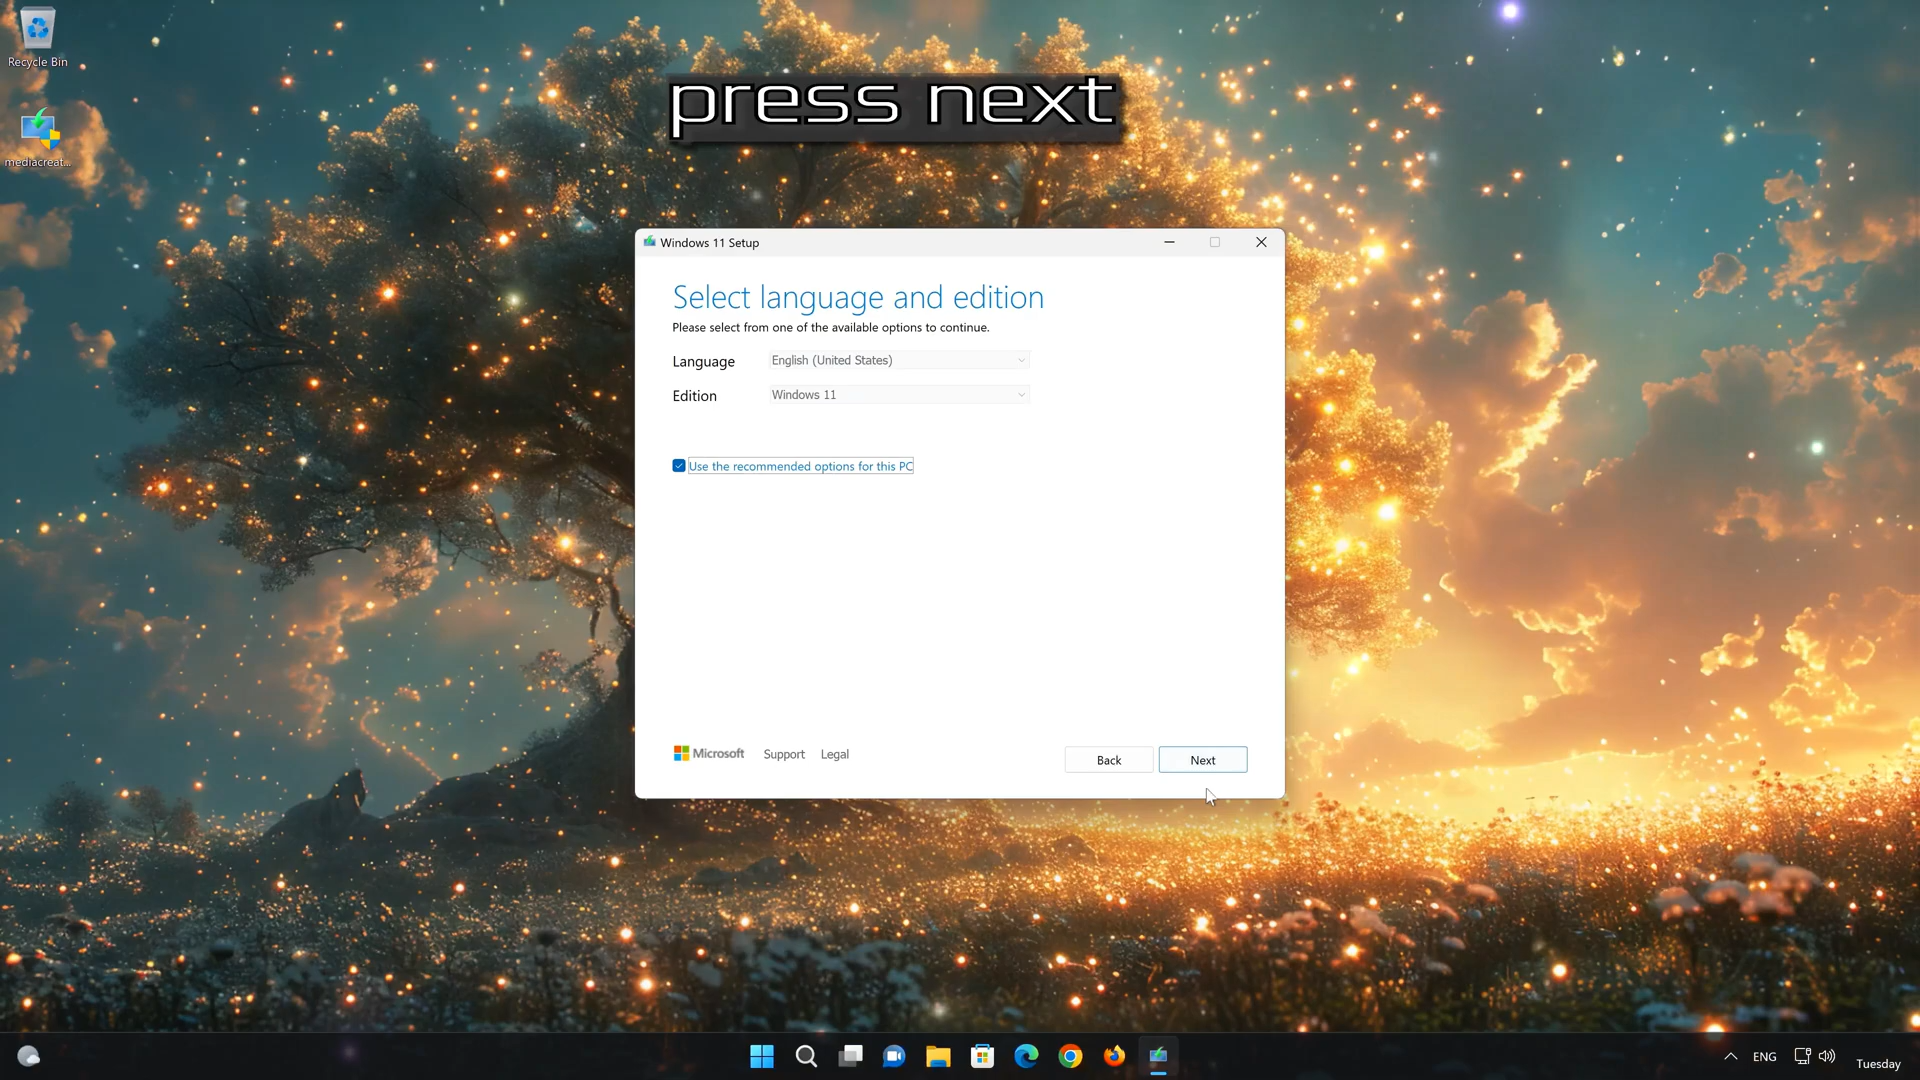 Recycle Bin
mediacreat...
press next
Windows 11 Setup
Select language and edition
Please select from one of the available options to continue.
Language English (United States)
Edition Windows 11
Use the recommended options for this PC
Microsoft Support Legal
Back Next
ENG
Tuesday